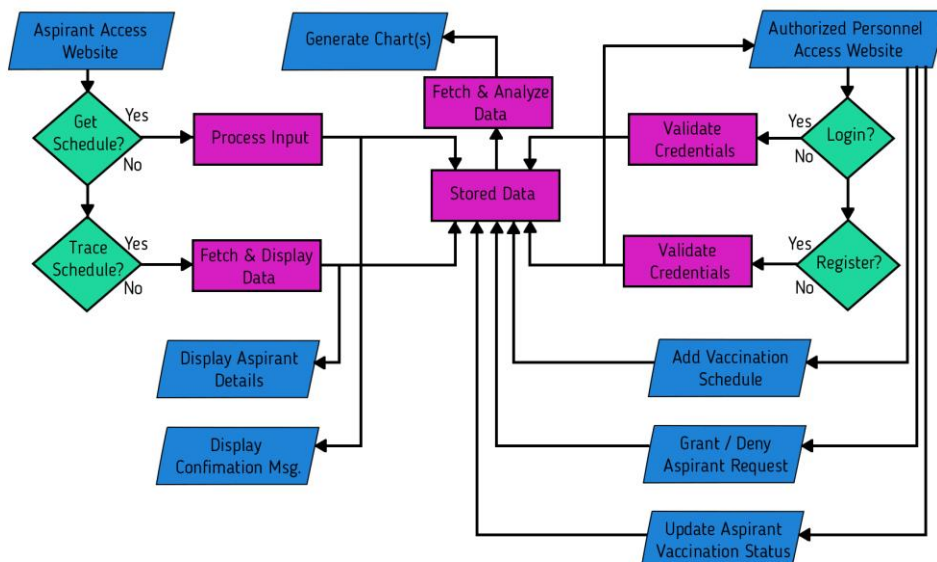 Aspirant Access
Website
Generate Chart(s)
Authorized Personnel
Access Website
Fetch & Analyze
Data
Get
Schedule?
Yes
No
Process Input
Validate
Credentials
Yes
No
Login?
Stored Data
Trace
Schedule?
Yes
No
Fetch & Display
Data
Validate
Credentials
Yes
No
Register?
Display Aspirant
Details
Add Vaccination
Schedule
Display
Confimation Msg.
Grant / Deny
Aspirant Request
Update Aspirant
Vaccination Status